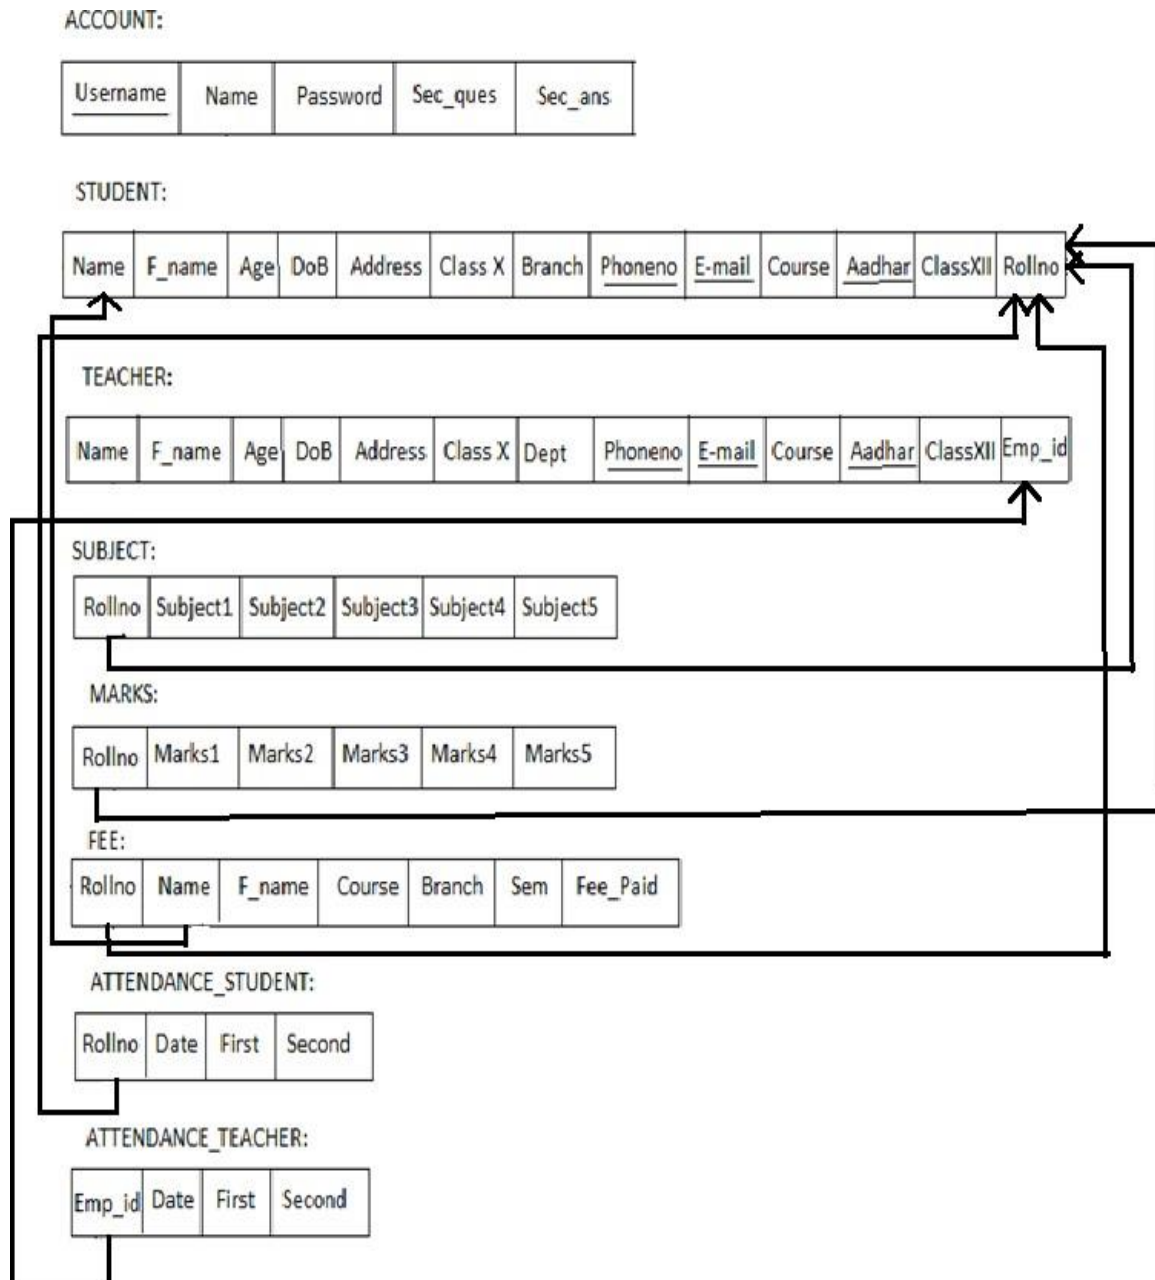 ACCOUNT:
Username Name Password Sec_ques Sec_ans
STUDENT:
Name F_name Age DoB Address Class X Branch Phoneno E-mail Course Aadhar ClassXII Rollno
TEACHER:
Name F_name Age DoB Address Class X Dept Phoneno E-mail Course Aadhar ClassXII Emp_id
SUBJECT:
Rollno Subject1 Subject2 Subject3 Subject4 Subject5
MARKS:
Rollno Marks1 Marks2 Marks3 Marks4 Marks5
FEE:
Rollno Name F_name Course Branch Sem Fee_Paid
ATTENDANCE_STUDENT:
Rollno Date First Second
ATTENDANCE_TEACHER:
Emp_id Date First Second